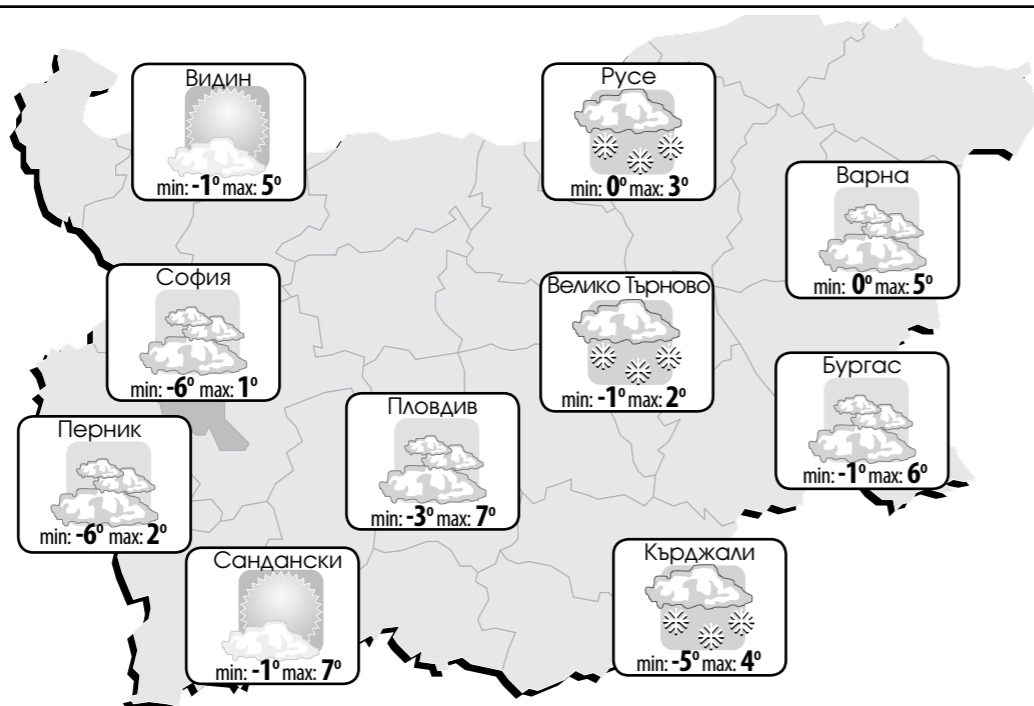 Видин
min: -1° max: 5°
Русе
min: 0° max: 3°
Варна
min: 0° max: 5°
София
min: -6° max: 1°
Велико Търново
min: -1° max: 2°
Бургас
min: -1° max: 6°
Пловдив
min: -3° max: 7°
Перник
min: -6° max: 2°
Сандански
min: -1° max: 7°
Кърджали
min: -5° max: 4°